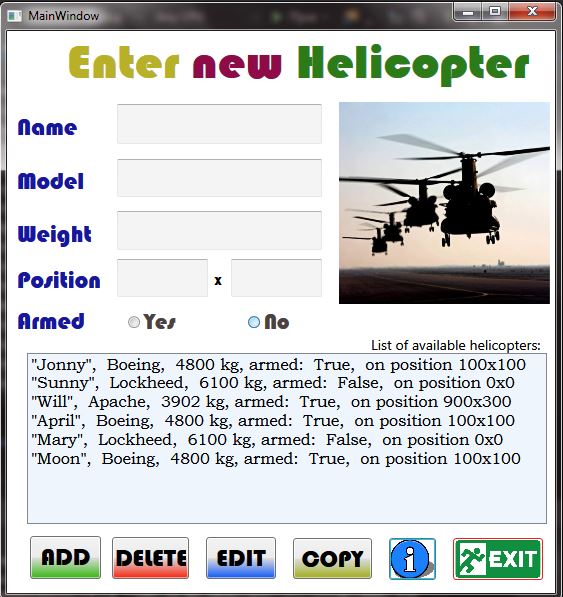 MainWindow
Enter new Helicopter
Name
Model
Weight
Position x
Armed Yes No
List of available helicopters:
"Jonny", Boeing, 4800 kg, armed: True, on position 100x100
"Sunny", Lockheed, 6100 kg, armed: False, on position 0x0
"Will", Apache, 3902 kg, armed: True, on position 900x300
"April", Boeing, 4800 kg, armed: True, on position 100x100
"Mary", Lockheed, 6100 kg, armed: False, on position 0x0
"Moon", Boeing, 4800 kg, armed: True, on position 100x100
ADD DELETE EDIT COPY i EXIT